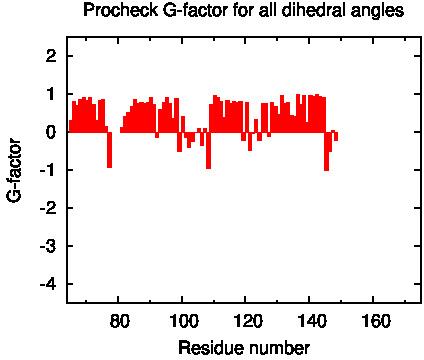 Procheck G-factor for all dihedral angles
2
1
0
-1
-2
-3
-4
G-factor
80 100 120 140 160
Residue number